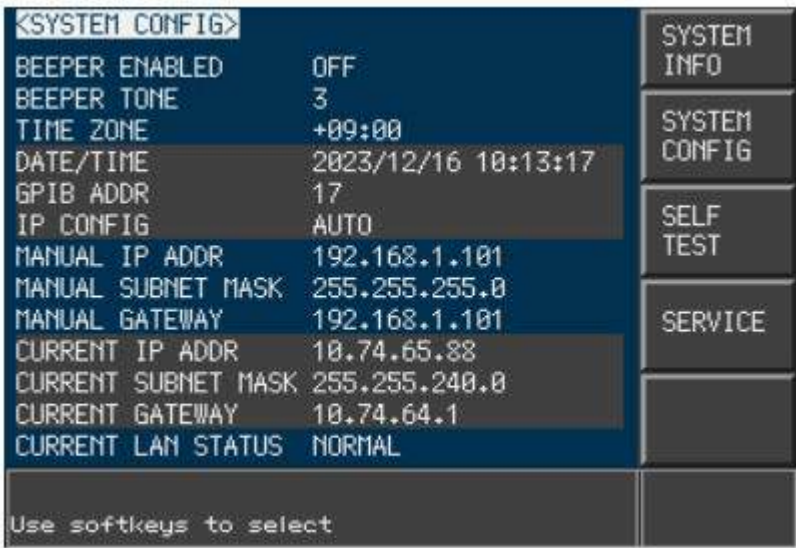 <SYSTEM CONFIG>
BEEPER ENABLED OFF
BEEPER TONE 3
TIME ZONE +09:00
DATE/TIME 2023/12/16 10:13:17
GPIB ADDR 17
IP CONFIG AUTO
MANUAL IP ADDR 192.168.1.101
MANUAL SUBNET MASK 255.255.255.0
MANUAL GATEWAY 192.168.1.101
CURRENT IP ADDR 10.74.65.88
CURRENT SUBNET MASK 255.255.240.0
CURRENT GATEWAY 10.74.64.1
CURRENT LAN STATUS NORMAL
Use softkeys to select
SYSTEM
INFO
SYSTEM
CONFIG
SELF
TEST
SERVICE